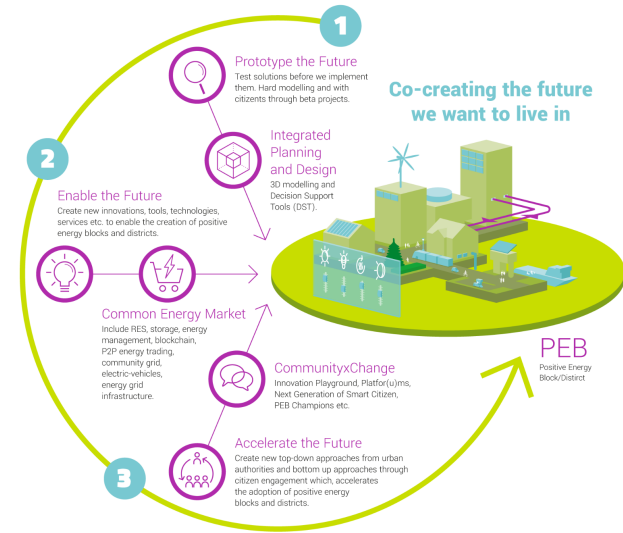 1
Prototype the Future
Test solutions before we implement
them. Hard modelling and with
citizents through beta projects.
Co-creating the future
we want to live in
Integrated
Planning
and Design
3D modelling and
Decision Support
Tools (DST).
2
Enable the Future
Create new innovations, tools, technologies,
services etc. to enable the creation of positive
energy blocks and districts.
Common Energy Market
Include RES, storage, energy
management, blockchain,
P2P energy trading,
community grid,
electric-vehicles,
energy grid
infrastructure.
CommunityxChange
Innovation Playground, Platfor(u)ms,
Next Generation of Smart Citizen,
PEB Champions etc.
PEB
Positive Energy
Block/Distirct
3
Accelerate the Future
Create new top-down approaches from urban
authorities and bottom up approaches through
citizen engagement which, accelerates
the adoption of positive energy
blocks and districts.